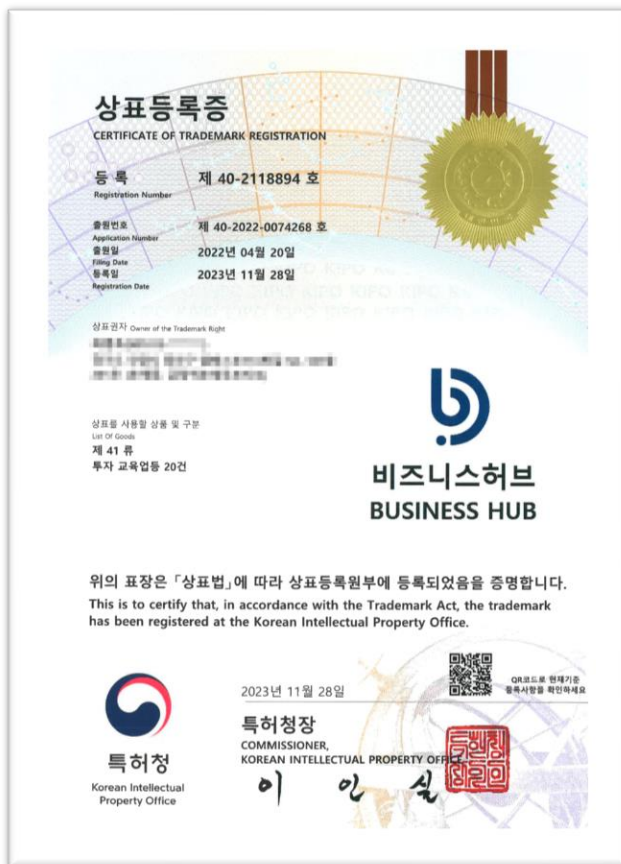 상표등록증
CERTIFICATE OF TRADEMARK REGISTRATION
등 록 제 40-2118894 호
Registration Number
출원번호 제 40-2022-0074268 호
Application Number
출원일 2022년 04월 20일
Filing Date
등록일 2023년 11월 28일
Registration Date
상표권자 Owner of the Trademark Right
상표를 사용할 상품 및 구분
List Of Goods
제 41 류
투자 교육업등 20건
비즈니스허브
BUSINESS HUB
위의 표장은 「상표법」에 따라 상표등록원부에 등록되었음을 증명합니다.
This is to certify that, in accordance with the Trademark Act, the trademark
has been registered at the Korean Intellectual Property Office.
QR코드로 현재기준
등록사항을 확인하세요
2023년 11월 28일
특허청장
COMMISSIONER,
KOREAN INTELLECTUAL PROPERTY OFFICE
이 인 실
특허청
Korean Intellectual
Property Office